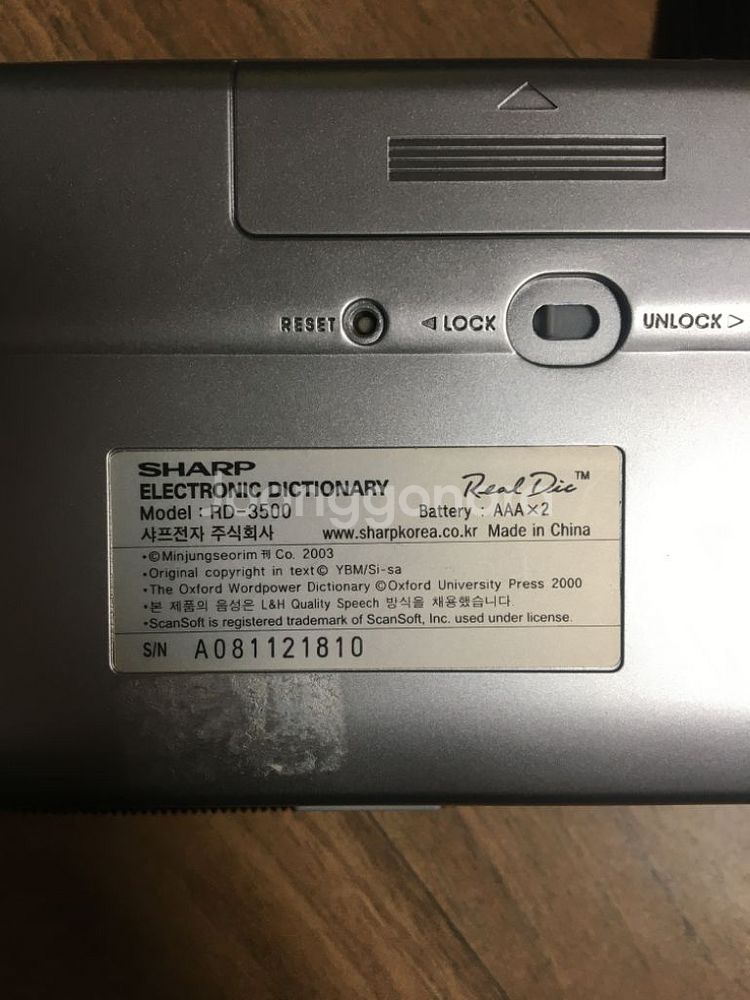 RESET ◁ LOCK UNLOCK >
SHARP
ELECTRONIC DICTIONARY Real Dic™
Model : RD-3500 Battery : AAA×2
샤프전자 주식회사 www.sharpkorea.co.kr Made in China
•©Minjungseorim 刊 Co. 2003
•Original copyright in text© YBM/Si-sa
•The Oxford Wordpower Dictionary ©Oxford University Press 2000
•본 제품의 음성은 L&H Quality Speech 방식을 채용했습니다.
•ScanSoft is registered trademark of ScanSoft, Inc. used under license.
S/N A081121810